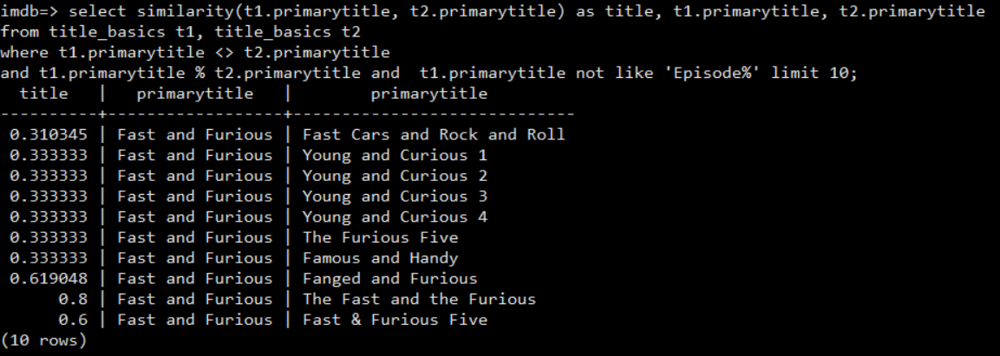 imdb=> select similarity(t1.primarytitle, t2.primarytitle) as title, t1.primarytitle, t2.primarytitle
from title_basics t1, title_basics t2
where t1.primarytitle <> t2.primarytitle
and t1.primarytitle % t2.primarytitle and  t1.primarytitle not like 'Episode%' limit 10;
  title   |   primarytitle   |        primarytitle
----------+------------------+-----------------------------
 0.310345 | Fast and Furious | Fast Cars and Rock and Roll
 0.333333 | Fast and Furious | Young and Curious 1
 0.333333 | Fast and Furious | Young and Curious 2
 0.333333 | Fast and Furious | Young and Curious 3
 0.333333 | Fast and Furious | Young and Curious 4
 0.333333 | Fast and Furious | The Furious Five
 0.333333 | Fast and Furious | Famous and Handy
 0.619048 | Fast and Furious | Fanged and Furious
      0.8 | Fast and Furious | The Fast and the Furious
      0.6 | Fast and Furious | Fast & Furious Five
(10 rows)